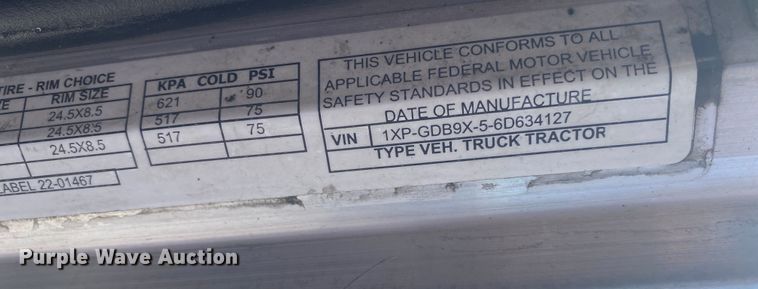 TIRE - RIM CHOICE
RIM SIZE
24.5X8.5
24.5X8.5
24.5X8.5
LABEL 22-01467
KPA COLD PSI
621 90
517 75
517 75
THIS VEHICLE CONFORMS TO ALL
APPLICABLE FEDERAL MOTOR VEHICLE
SAFETY STANDARDS IN EFFECT ON THE
DATE OF MANUFACTURE
VIN 1XP-GDB9X-5-6D634127
TYPE VEH. TRUCK TRACTOR
Purple Wave Auction